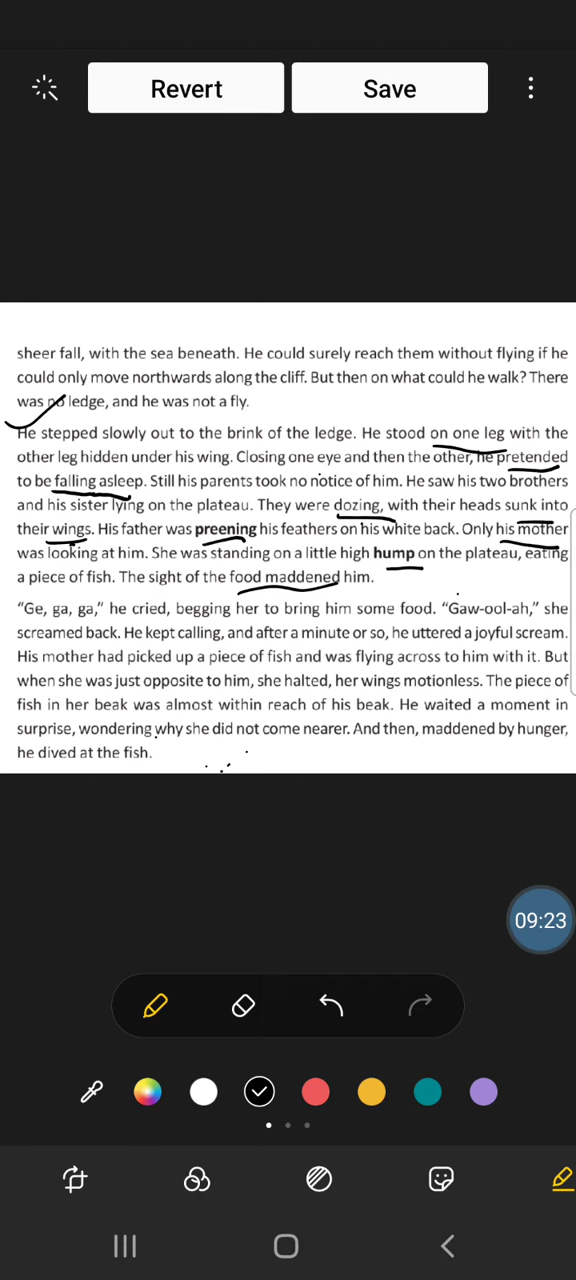 Revert
Save
sheer fall, with the sea beneath. He could surely reach them without flying if he
could only move northwards along the cliff. But then on what could he walk? There
was no ledge, and he was not a fly.
He stepped slowly out to the brink of the ledge. He stood on one leg with the
other leg hidden under his wing. Closing one eye and then the other, he pretended
to be falling asleep. Still his parents took no notice of him. He saw his two brothers
and his sister lying on the plateau. They were dozing, with their heads sunk into
their wings. His father was preening his feathers on his white back. Only his mother
was looking at him. She was standing on a little high hump on the plateau, eating
a piece of fish. The sight of the food maddened him.
“Ge, ga, ga,” he cried, begging her to bring him some food. “Gaw-ool-ah,” she
screamed back. He kept calling, and after a minute or so, he uttered a joyful scream.
His mother had picked up a piece of fish and was flying across to him with it. But
when she was just opposite to him, she halted, her wings motionless. The piece of
fish in her beak was almost within reach of his beak. He waited a moment in
surprise, wondering why she did not come nearer. And then, maddened by hunger,
he dived at the fish.
09:23